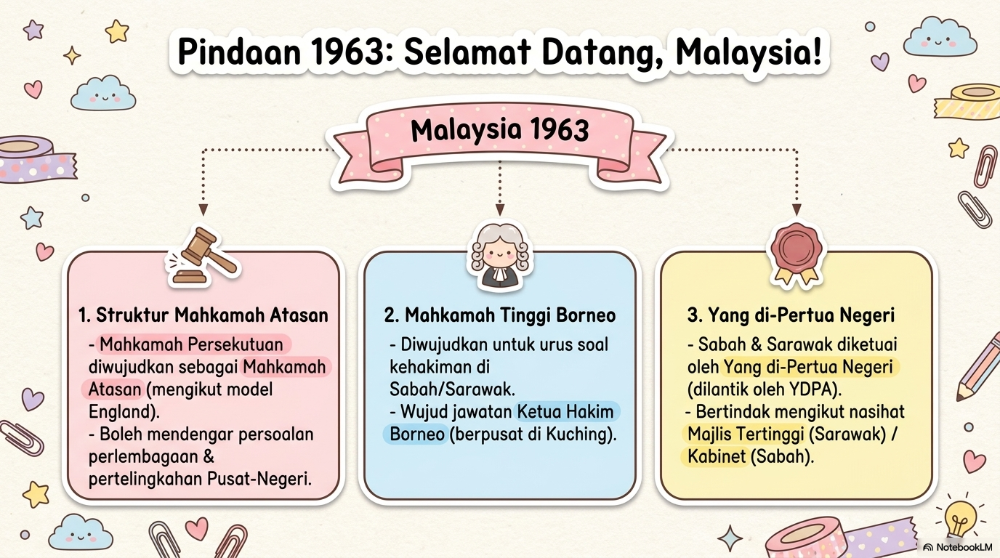 Pindaan 1963: Selamat Datang, Malaysia!
Malaysia 1963
1. Struktur Mahkamah Atasan
- Mahkamah Persekutuan
diwujudkan sebagai Mahkamah
Atasan (mengikut model
England).
- Boleh mendengar persoalan
perlembagaan &
pertelingkahan Pusat-Negeri.
2. Mahkamah Tinggi Borneo
- Diwujudkan untuk urus soal
kehakiman di
Sabah/Sarawak.
- Wujud jawatan Ketua Hakim
Borneo (berpusat di Kuching).
3. Yang di-Pertua Negeri
- Sabah & Sarawak diketuai
oleh Yang di-Pertua Negeri
(dilantik oleh YDPA).
- Bertindak mengikut nasihat
Majlis Tertinggi (Sarawak) /
Kabinet (Sabah).
NotebookLM